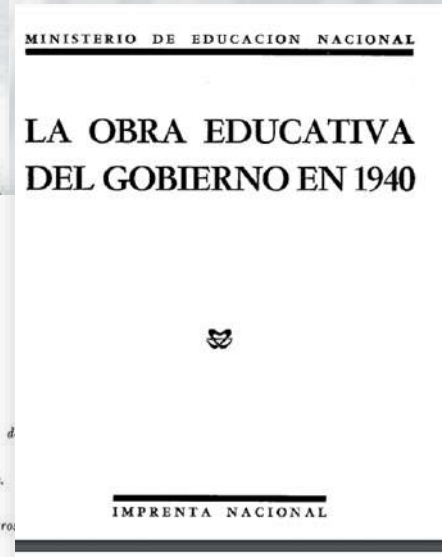 MINISTERIO DE EDUCACION NACIONAL
LA OBRA EDUCATIVA
DEL GOBIERNO EN 1940
IMPRENTA NACIONAL